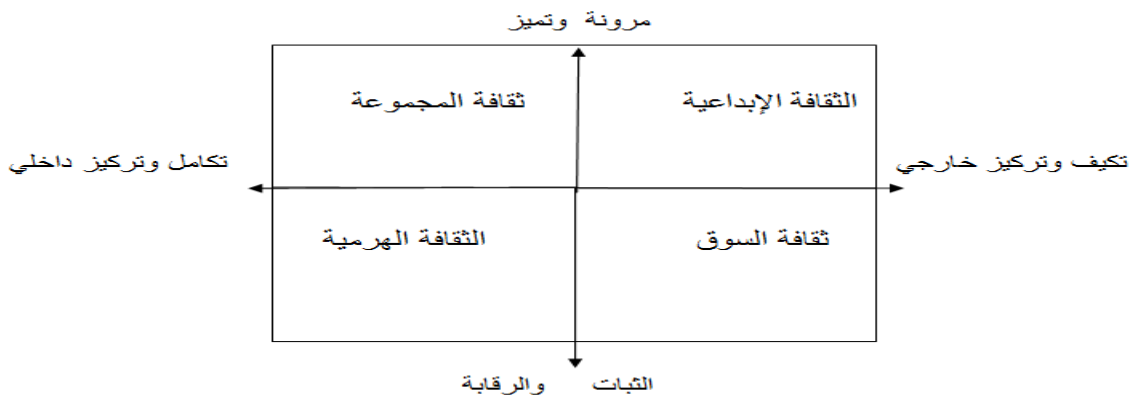 مرونة وتميز
الثقافة الإبداعية
ثقافة المجموعة
تكيف وتركيز خارجي
تكامل وتركيز داخلي
ثقافة السوق
الثقافة الهرمية
الثبات والرقابة